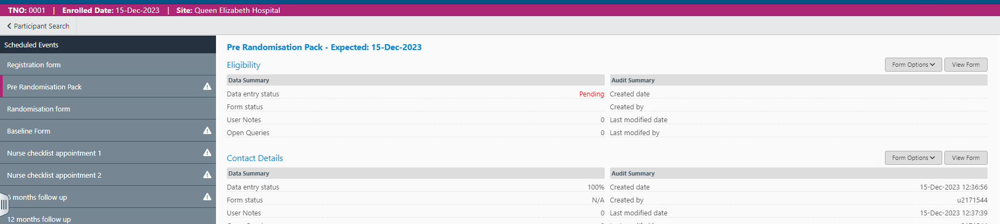 TNO: 0001 | Enrolled Date: 15-Dec-2023 | Site: Queen Elizabeth Hospital
Participant Search
Scheduled Events
Registration form
Pre Randomisation Pack
Randomisation form
Baseline Form
Nurse checklist appointment 1
Nurse checklist appointment 2
months follow up
12 months follow up
Pre Randomisation Pack - Expected: 15-Dec-2023
Eligibility Form Options View Form
Data Summary Audit Summary
Data entry status Pending Created date
Form status Created by
User Notes 0 Last modified date
Open Queries 0 Last modifed by
Contact Details Form Options View Form
Data Summary Audit Summary
Data entry status 100% Created date 15-Dec-2023 12:36:56
Form status N/A Created by u2171544
User Notes 0 Last modified date 15-Dec-2023 12:37:39